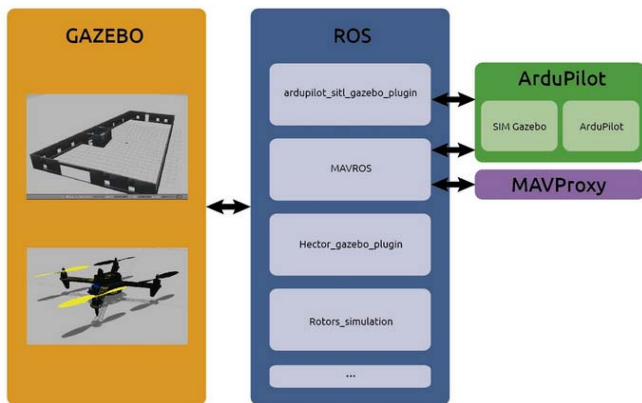 GAZEBO
ROS
ardupilot_sitl_gazebo_plugin
MAVROS
Hector_gazebo_plugin
Rotors_simulation
...
ArduPilot
SIM Gazebo
ArduPilot
MAVProxy